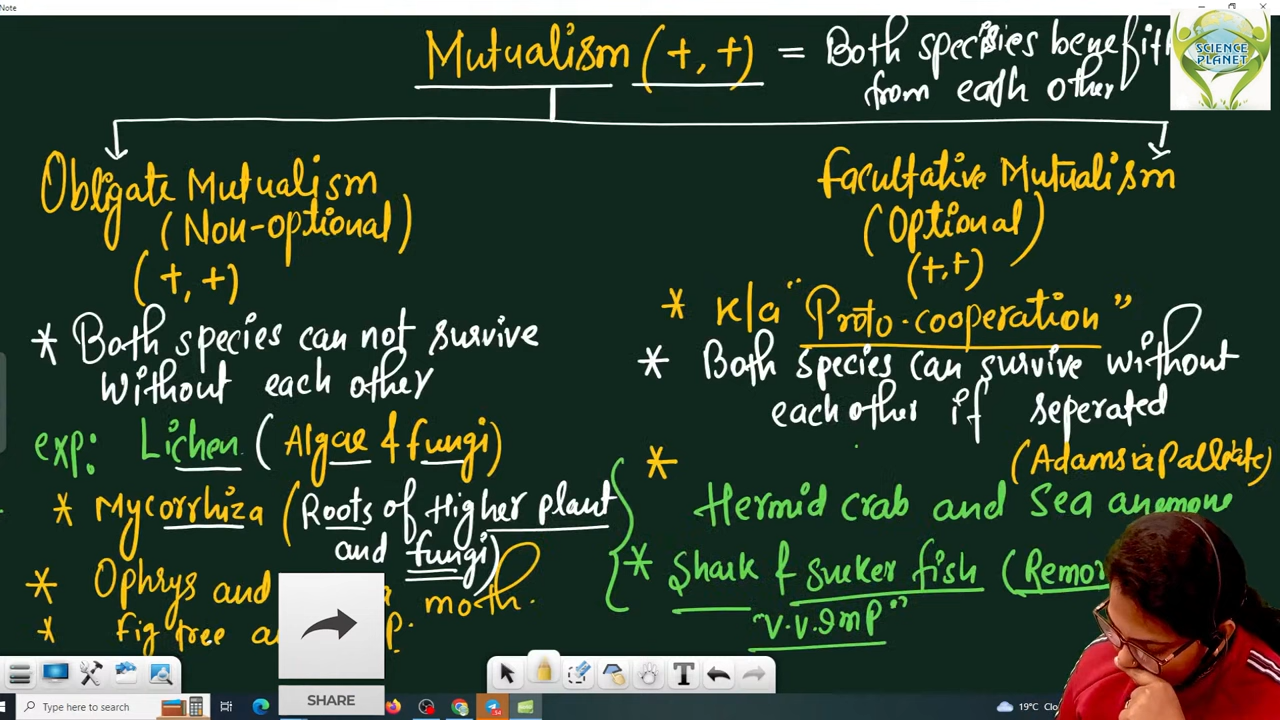 Note
Mutualism (+, +) = Both species benefit
from each other
SCIENCE
PLANET
Obligate Mutualism
(Non-optional)
(+, +)
* Both species can not survive
without each other
exp: Lichen (Algae & fungi)
* Mycorrhiza (Roots of Higher plant
and fungi)
* Ophrys and moth.
* fig tree
Facultative Mutualism
(Optional)
(+, +)
* K/a "Proto-cooperation"
* Both species can survive without
each other if seperated
* (Adamsia
Hermid crab and Sea anemone
* Shark & sucker fish (Remor
"V.V.Imp"
SHARE
Type here to search
19°C